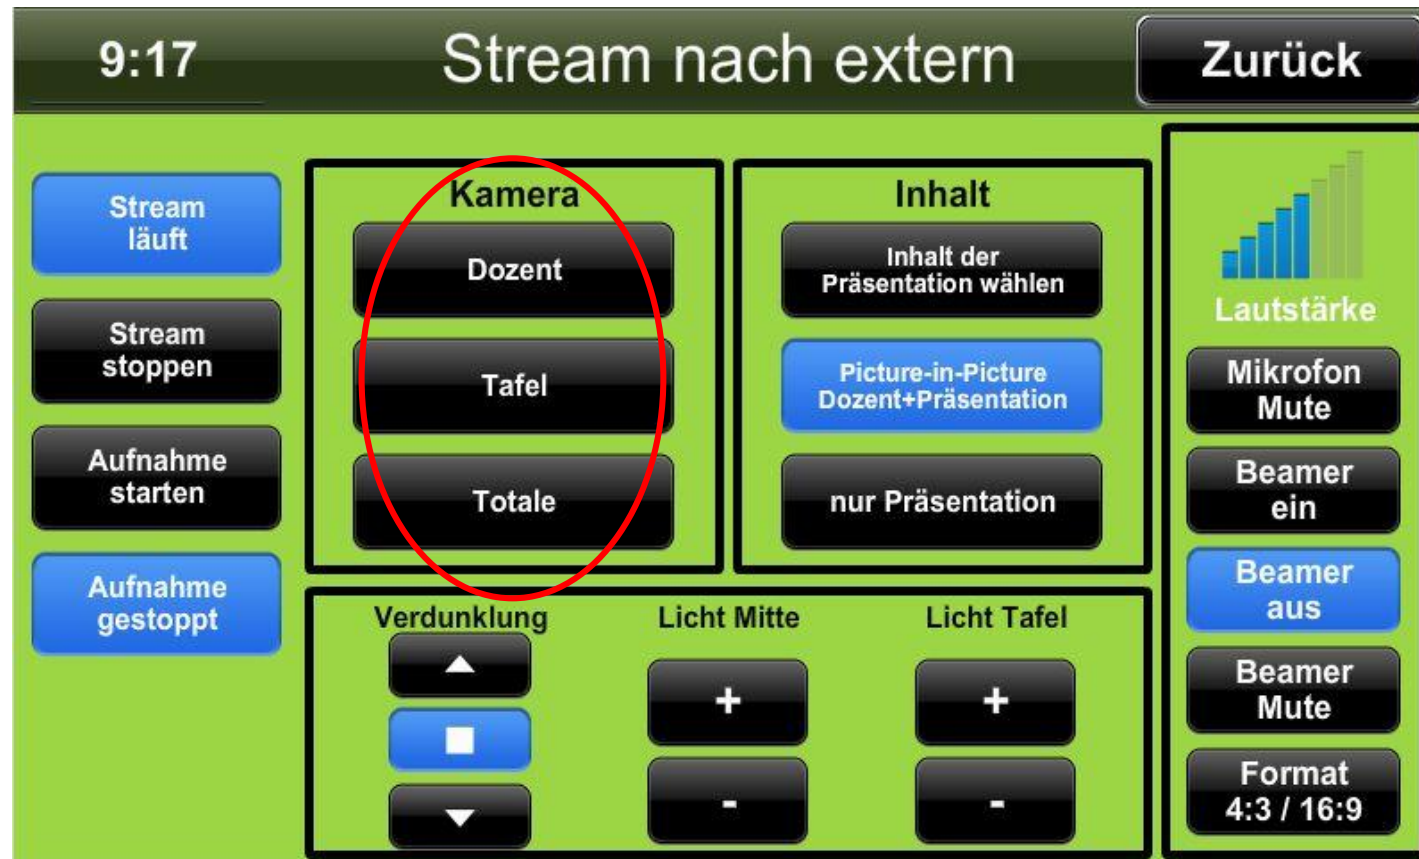 9:17
Stream nach extern
Zurück
Stream
läuft
Stream
stoppen
Aufnahme
starten
Aufnahme
gestoppt
Kamera
Dozent
Tafel
Totale
Inhalt
Inhalt der
Präsentation wählen
Picture-in-Picture
Dozent+Präsentation
nur Präsentation
Verdunklung
Licht Mitte
+
-
Licht Tafel
+
-
Lautstärke
Mikrofon
Mute
Beamer
ein
Beamer
aus
Beamer
Mute
Format
4:3 / 16:9